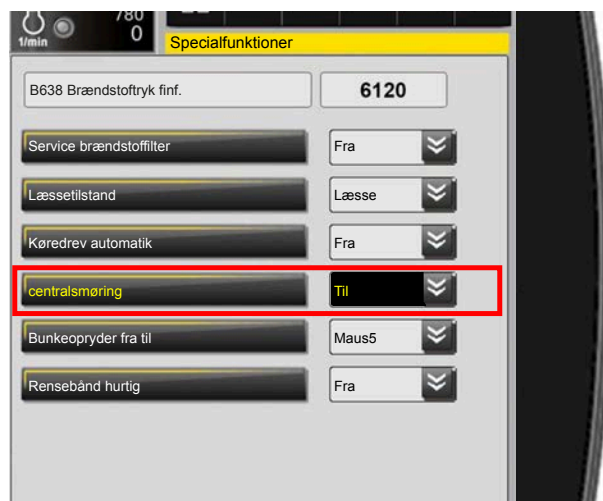 780
1/min
0
Specialfunktioner
B638 Brændstoftryk finf.
6120
Service brændstoffilter
Fra
Læssetilstand
Læsse
Køredrev automatik
Fra
centralsmøring
Til
Bunkeopryder fra til
Maus5
Rensebånd hurtig
Fra